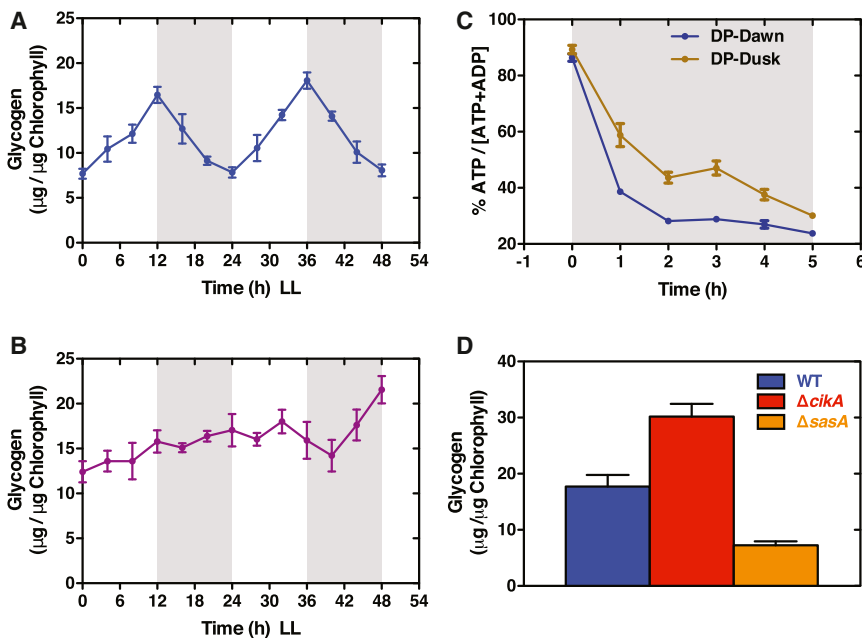 A
Glycogen
(µg / µg Chlorophyll)
25
20
15
10
5
0
0 6 12 18 24 30 36 42 48 54
Time (h) LL
B
Glycogen
(µg / µg Chlorophyll)
25
20
15
10
5
0
0 6 12 18 24 30 36 42 48 54
Time (h) LL
C
% ATP / [ATP+ADP]
100
80
60
40
20
DP-Dawn
DP-Dusk
-1 0 1 2 3 4 5 6
Time (h)
D
Glycogen
40
30
20
10
0
WT
ΔcikA
ΔsasA